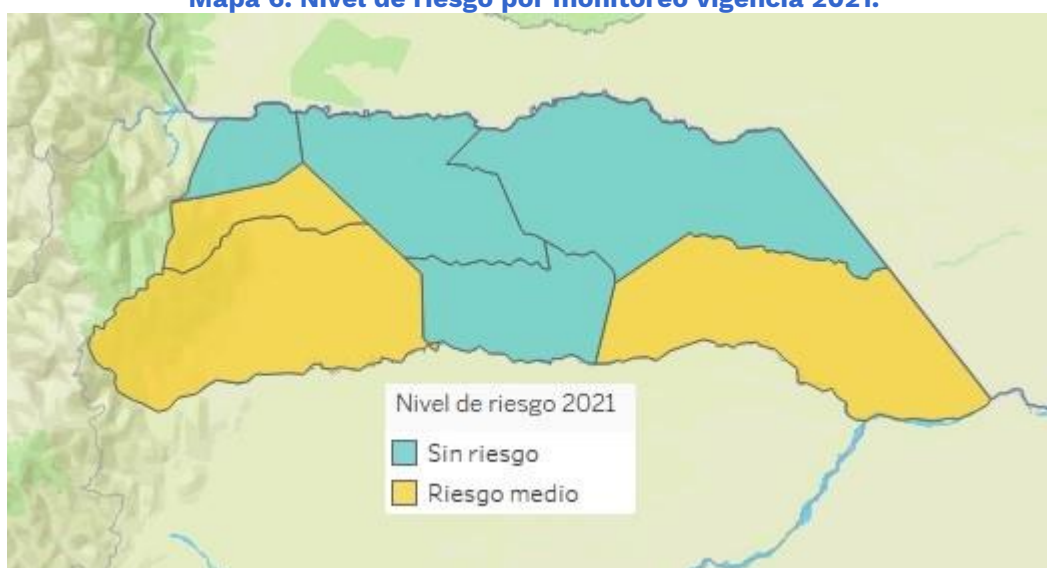 Mapa 6. Nivel de riesgo por monitoreo vigencia 2021.
Nivel de riesgo 2021
Sin riesgo
Riesgo medio